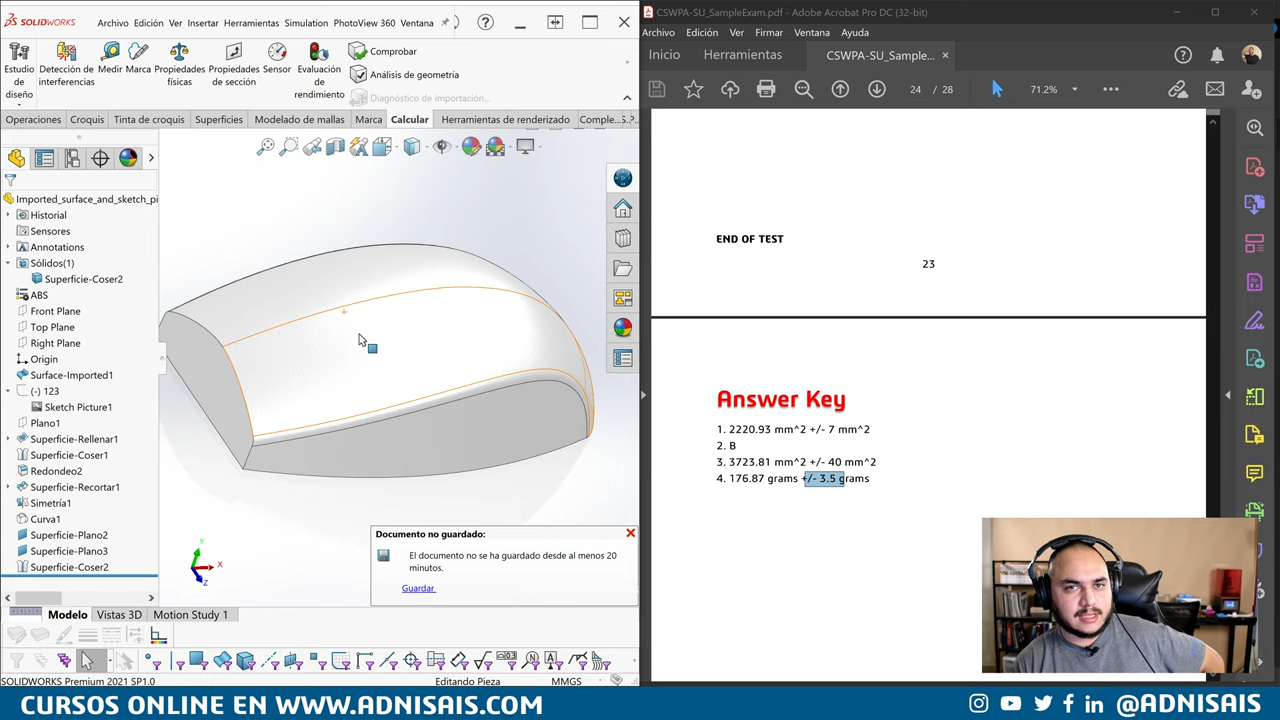 SOLIDWORKS
Archivo Edición Ver Insertar Herramientas Simulation PhotoView 360 Ventana
Estudio de diseño
Detección de interferencias
Medir
Marca
Propiedades físicas
Propiedades de sección
Sensor
Evaluación de rendimiento
Comprobar
Análisis de geometría
Diagnóstico de importación...
Operaciones Croquis Tinta de croquis Superficies Modelado de mallas Marca Calcular Herramientas de renderizado Comple...
Imported_surface_and_sketch_pi
Historial
Sensores
Annotations
Sólidos(1)
Superficie-Coser2
ABS
Front Plane
Top Plane
Right Plane
Origin
Surface-Imported1
(-) 123
Sketch Picture1
Plano1
Superficie-Rellenar1
Superficie-Coser1
Redondeo2
Superficie-Recortar1
Simetría1
Curva1
Superficie-Plano2
Superficie-Plano3
Superficie-Coser2
Y
X
Z
Documento no guardado:
El documento no se ha guardado desde al menos 20
minutos.
Guardar
Modelo Vistas 3D Motion Study 1
SOLIDWORKS Premium 2021 SP1.0
Editando Pieza
MMGS
CSWPA-SU_SampleExam.pdf - Adobe Acrobat Pro DC (32-bit)
Archivo Edición Ver Firmar Ventana Ayuda
Inicio Herramientas CSWPA-SU_Sample... ×
24 / 28
71.2%
END OF TEST
23
Answer Key
1. 2220.93 mm^2 +/- 7 mm^2
2. B
3. 3723.81 mm^2 +/- 40 mm^2
4. 176.87 grams +/- 3.5 grams
CURSOS ONLINE EN WWW.ADNISAIS.COM
@ADNISAIS